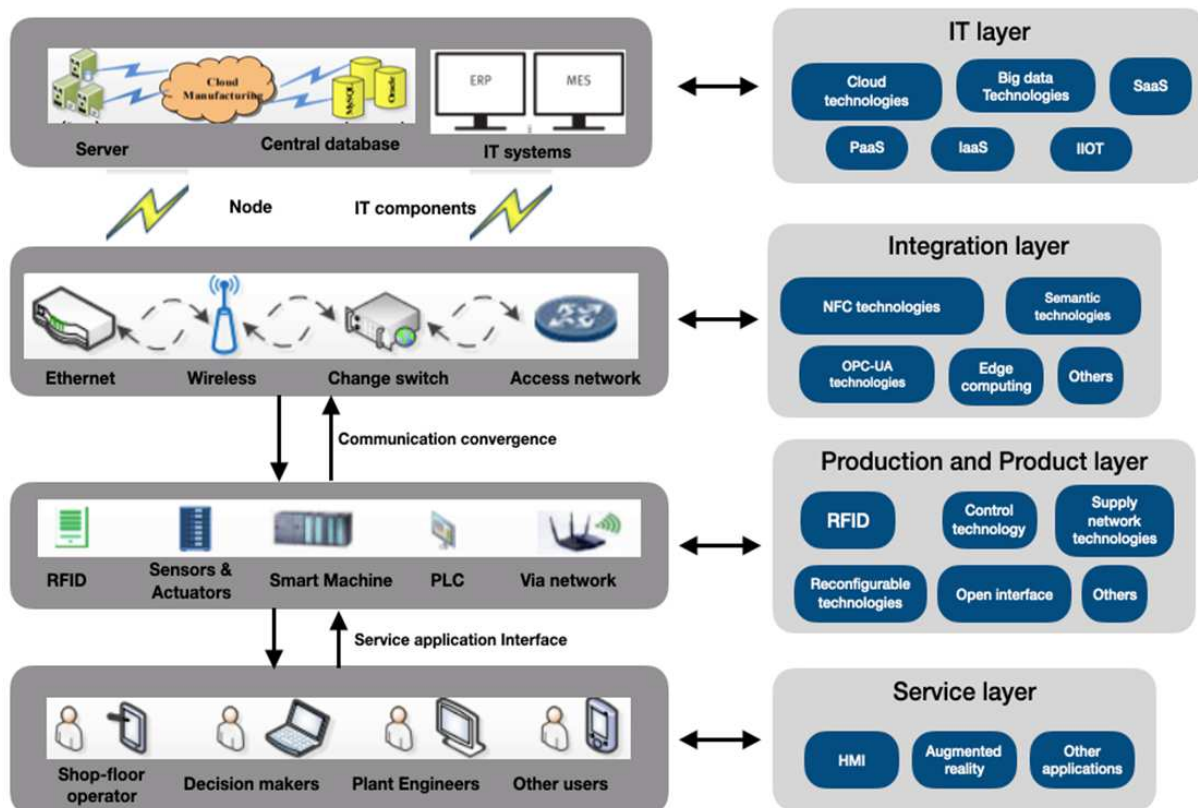 Cloud
Manufacturing
MySQL
Oracle
ERP
MES
Server
Central database
IT systems
IT layer
Cloud
technologies
Big data
Technologies
SaaS
PaaS
IaaS
IIOT
Node
IT components
Ethernet
Wireless
Change switch
Access network
Integration layer
NFC technologies
Semantic
technologies
OPC-UA
technologies
Edge
computing
Others
Communication convergence
RFID
Sensors &
Actuators
Smart Machine
PLC
Via network
Production and Product layer
RFID
Control
technology
Supply
network
technologies
Reconfigurable
technologies
Open interface
Others
Service application Interface
Shop-floor
operator
Decision makers
Plant Engineers
Other users
Service layer
HMI
Augmented
reality
Other
applications